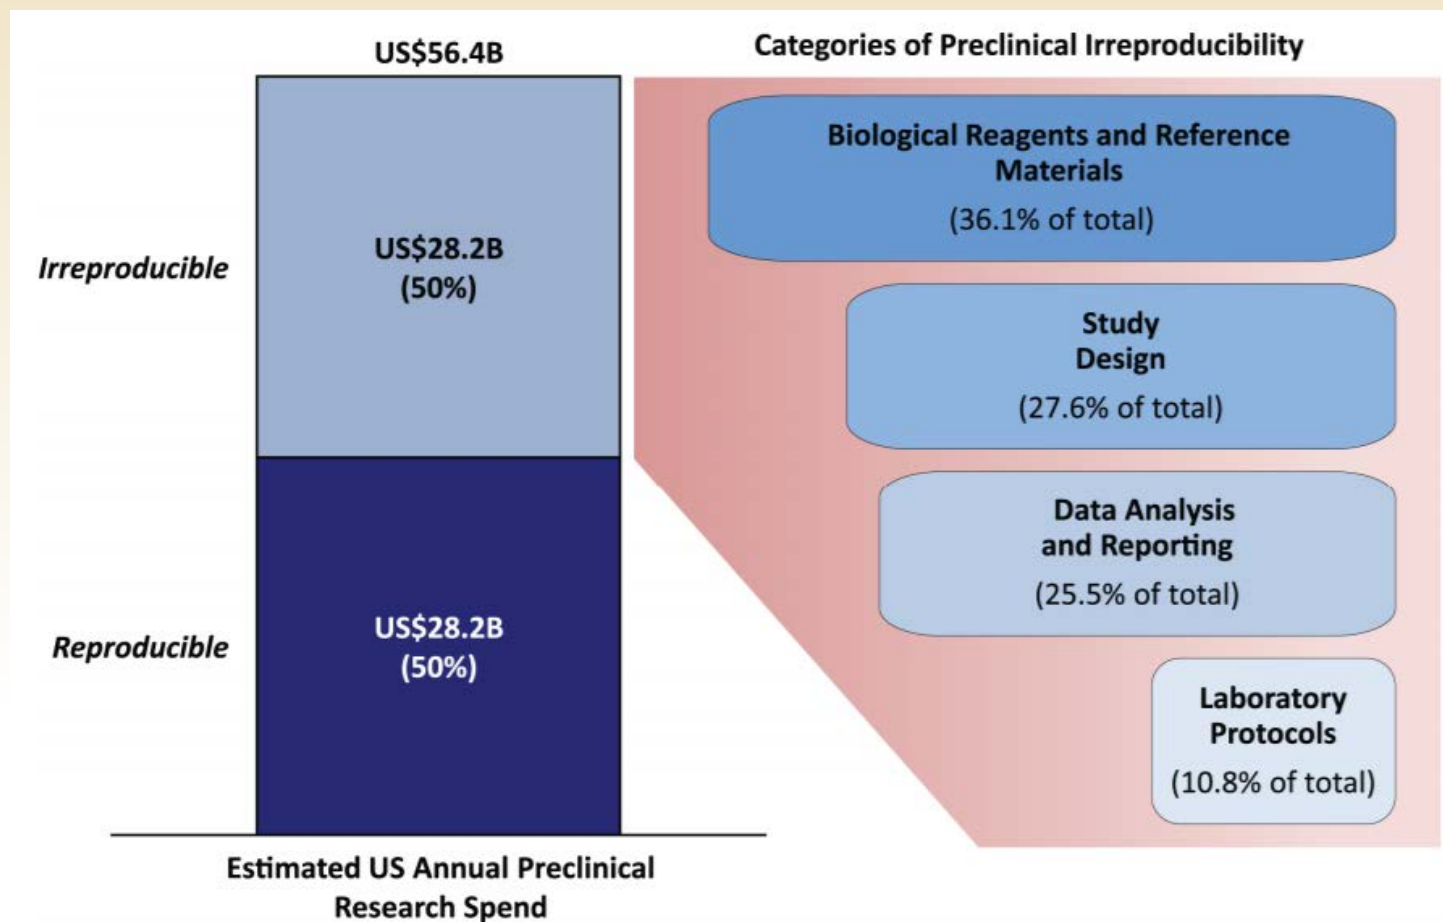 US$56.4B
Irreproducible
US$28.2B
(50%)
Reproducible
US$28.2B
(50%)
Estimated US Annual Preclinical
Research Spend
Categories of Preclinical Irreproducibility
Biological Reagents and Reference
Materials
(36.1% of total)
Study
Design
(27.6% of total)
Data Analysis
and Reporting
(25.5% of total)
Laboratory
Protocols
(10.8% of total)